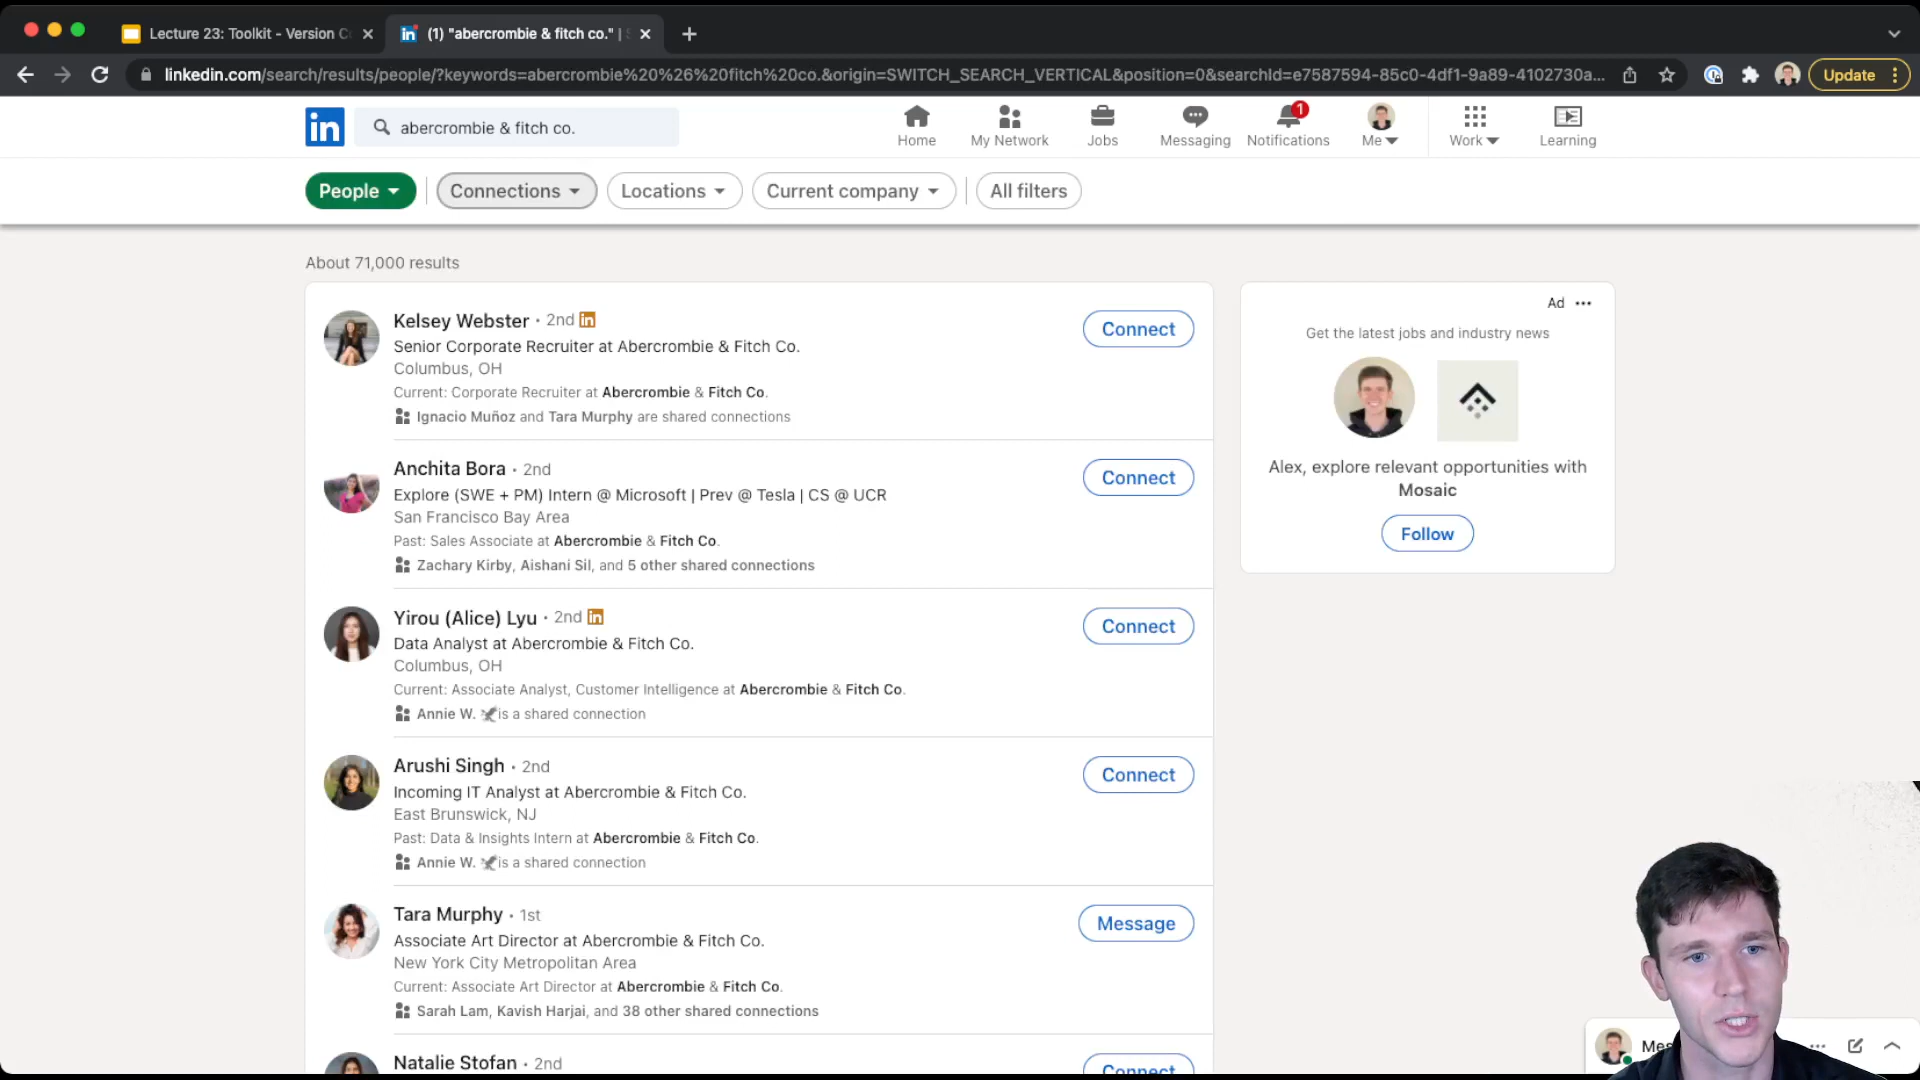 Lecture 23: Toolkit - Version C
(1) "abercrombie & fitch co." | S
linkedin.com/search/results/people/?keywords=abercrombie%20%26%20fitch%20co.&origin=SWITCH_SEARCH_VERTICAL&position=0&searchId=e7587594-85c0-4df1-9a89-4102730a...
Update
in
abercrombie & fitch co.
Home
My Network
Jobs
Messaging
1
Notifications
Me
Work
Learning
People
Connections
Locations
Current company
All filters
About 71,000 results
Kelsey Webster • 2nd in
Senior Corporate Recruiter at Abercrombie & Fitch Co.
Columbus, OH
Current: Corporate Recruiter at Abercrombie & Fitch Co.
Ignacio Muñoz and Tara Murphy are shared connections
Connect
Anchita Bora • 2nd
Explore (SWE + PM) Intern @ Microsoft | Prev @ Tesla | CS @ UCR
San Francisco Bay Area
Past: Sales Associate at Abercrombie & Fitch Co.
Zachary Kirby, Aishani Sil, and 5 other shared connections
Connect
Yirou (Alice) Lyu • 2nd in
Data Analyst at Abercrombie & Fitch Co.
Columbus, OH
Current: Associate Analyst, Customer Intelligence at Abercrombie & Fitch Co.
Annie W. is a shared connection
Connect
Arushi Singh • 2nd
Incoming IT Analyst at Abercrombie & Fitch Co.
East Brunswick, NJ
Past: Data & Insights Intern at Abercrombie & Fitch Co.
Annie W. is a shared connection
Connect
Tara Murphy • 1st
Associate Art Director at Abercrombie & Fitch Co.
New York City Metropolitan Area
Current: Associate Art Director at Abercrombie & Fitch Co.
Sarah Lam, Kavish Harjai, and 38 other shared connections
Message
Natalie Stofan • 2nd
Connect
Ad
Get the latest jobs and industry news
Alex, explore relevant opportunities with
Mosaic
Follow
Mes